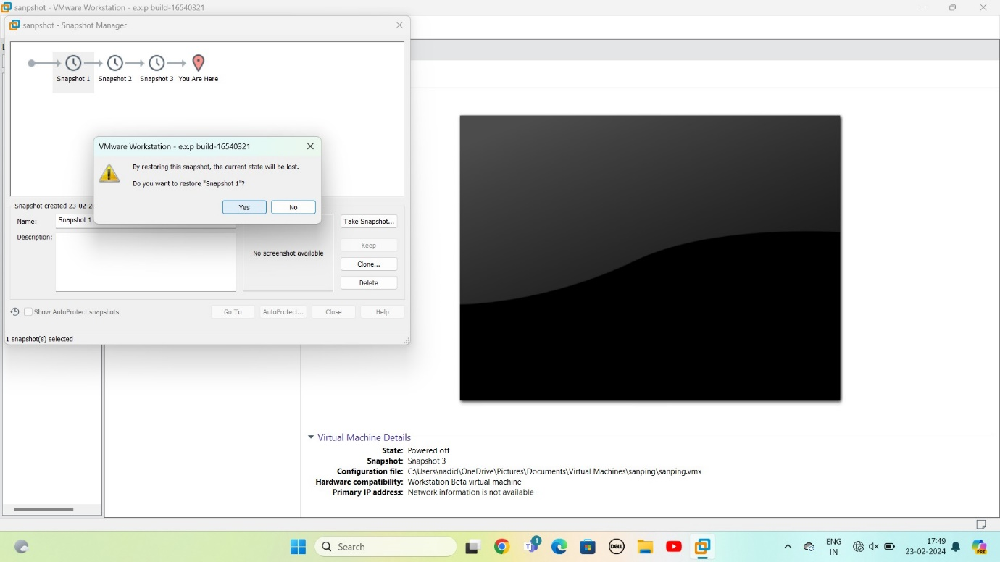 sanpshot - VMware Workstation - e.x.p build-16540321
sanpshot - Snapshot Manager
Snapshot 1 Snapshot 2 Snapshot 3 You Are Here
VMware Workstation - e.x.p build-16540321
By restoring this snapshot, the current state will be lost.
Do you want to restore "Snapshot 1"?
Yes No
Snapshot created 23-02-20
Name: Snapshot 1
Description:
No screenshot available
Take Snapshot...
Keep
Clone...
Delete
Show AutoProtect snapshots
Go To AutoProtect... Close Help
1 snapshot(s) selected
Virtual Machine Details
State: Powered off
Snapshot: Snapshot 3
Configuration file: C:\Users\nadid\OneDrive\Pictures\Documents\Virtual Machines\sanping\sanping.vmx
Hardware compatibility: Workstation Beta virtual machine
Primary IP address: Network information is not available
Search
1
DELL
ENG
IN
17:49
23-02-2024
PRE